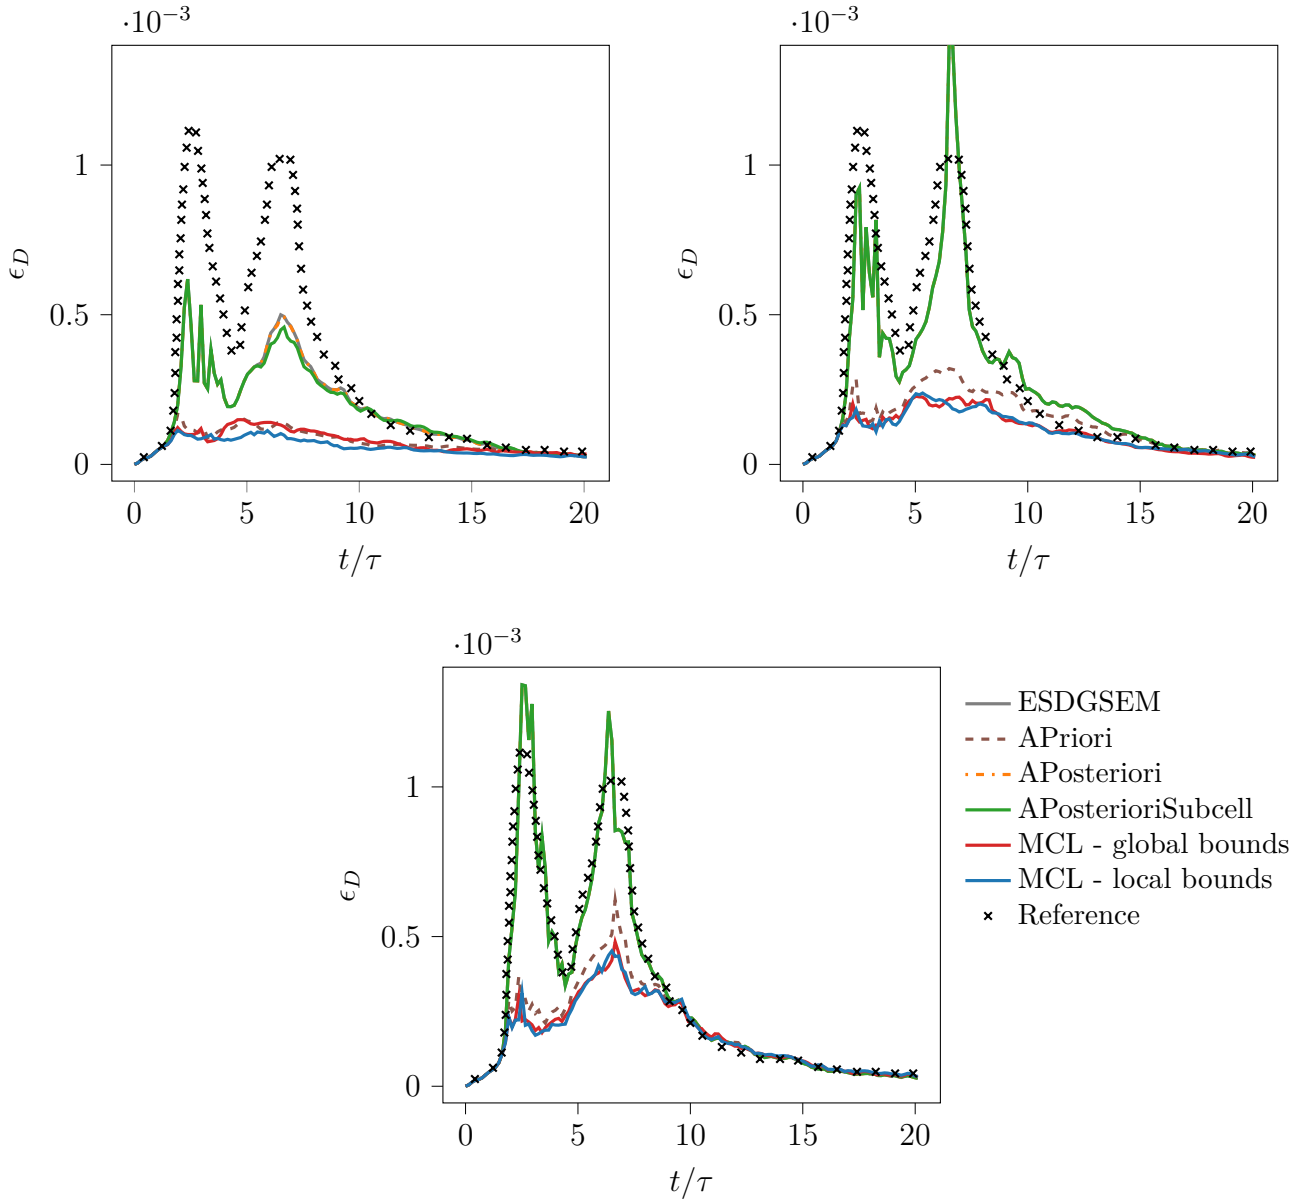 ·10⁻³
1
0.5
0
ϵ_D
0 5 10 15 20
t/τ
·10⁻³
1
0.5
0
ϵ_D
0 5 10 15 20
t/τ
·10⁻³
1
0.5
0
ϵ_D
0 5 10 15 20
t/τ
ESDGSEM
APriori
APosteriori
APosterioriSubcell
MCL - global bounds
MCL - local bounds
Reference